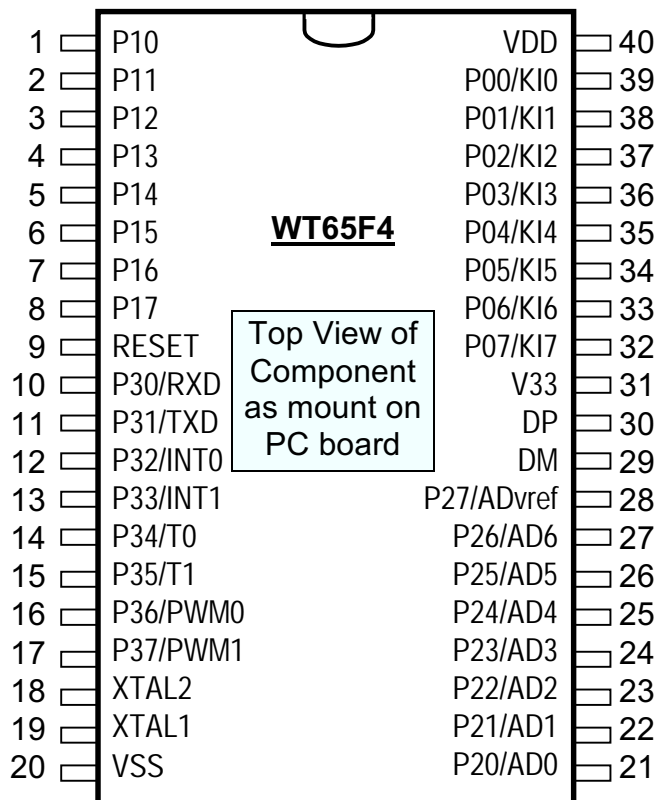 1 P10 VDD 40
2 P11 P00/KI0 39
3 P12 P01/KI1 38
4 P13 P02/KI2 37
5 P14 P03/KI3 36
6 P15 WT65F4 P04/KI4 35
7 P16 P05/KI5 34
8 P17 P06/KI6 33
9 RESET P07/KI7 32
10 P30/RXD V33 31
11 P31/TXD DP 30
12 P32/INT0 DM 29
13 P33/INT1 P27/ADvref 28
14 P34/T0 P26/AD6 27
15 P35/T1 P25/AD5 26
16 P36/PWM0 P24/AD4 25
17 P37/PWM1 P23/AD3 24
18 XTAL2 P22/AD2 23
19 XTAL1 P21/AD1 22
20 VSS P20/AD0 21
Top View of
Component
as mount on
PC board